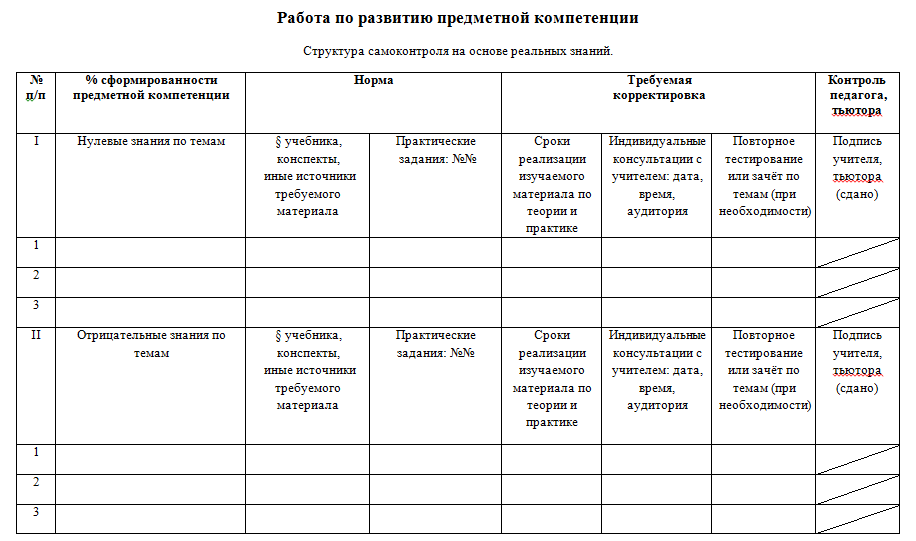 Работа по развитию предметной компетенции
Структура самоконтроля на основе реальных знаний.
№
п/п
% сформированности
предметной компетенции
Норма
Требуемая
корректировка
Контроль
педагога,
тьютора
I
Нулевые знания по темам
§ учебника,
конспекты,
иные источники
требуемого
материала
Практические
задания: №№
Сроки
реализации
изучаемого
материала по
теории и
практике
Индивидуальные
консультации с
учителем: дата,
время,
аудитория
Повторное
тестирование
или зачёт по
темам (при
необходимости)
Подпись
учителя,
тьютора
(сдано)
1
2
3
II
Отрицательные знания по
темам
§ учебника,
конспекты,
иные источники
требуемого
материала
Практические
задания: №№
Сроки
реализации
изучаемого
материала по
теории и
практике
Индивидуальные
консультации с
учителем: дата,
время,
аудитория
Повторное
тестирование
или зачёт по
темам (при
необходимости)
Подпись
учителя,
тьютора
(сдано)
1
2
3